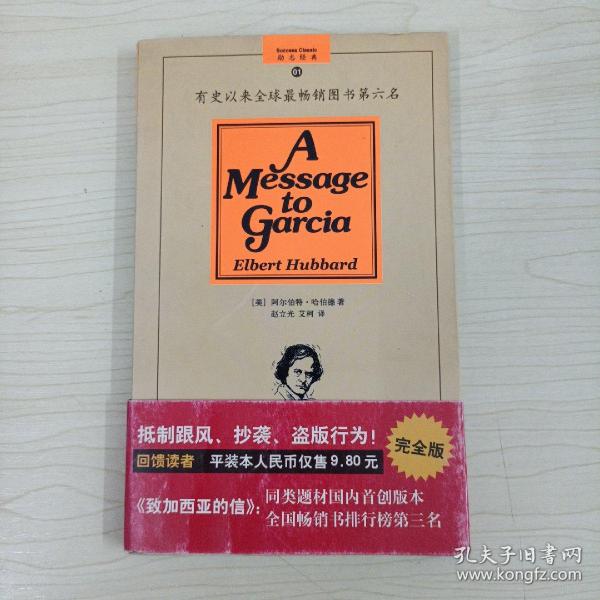 Success Classic
励志经典
01
有史以来全球最畅销图书第六名
A
Message
to
Garcia
Elbert Hubbard
[美] 阿尔伯特·哈伯德 著
赵立光 艾柯 译
抵制跟风、抄袭、盗版行为!
回馈读者 平装本人民币仅售9.80元
完全版
《致加西亚的信》:同类题材国内首创版本
全国畅销书排行榜第三名
孔夫子旧书网
www.kongfz.com